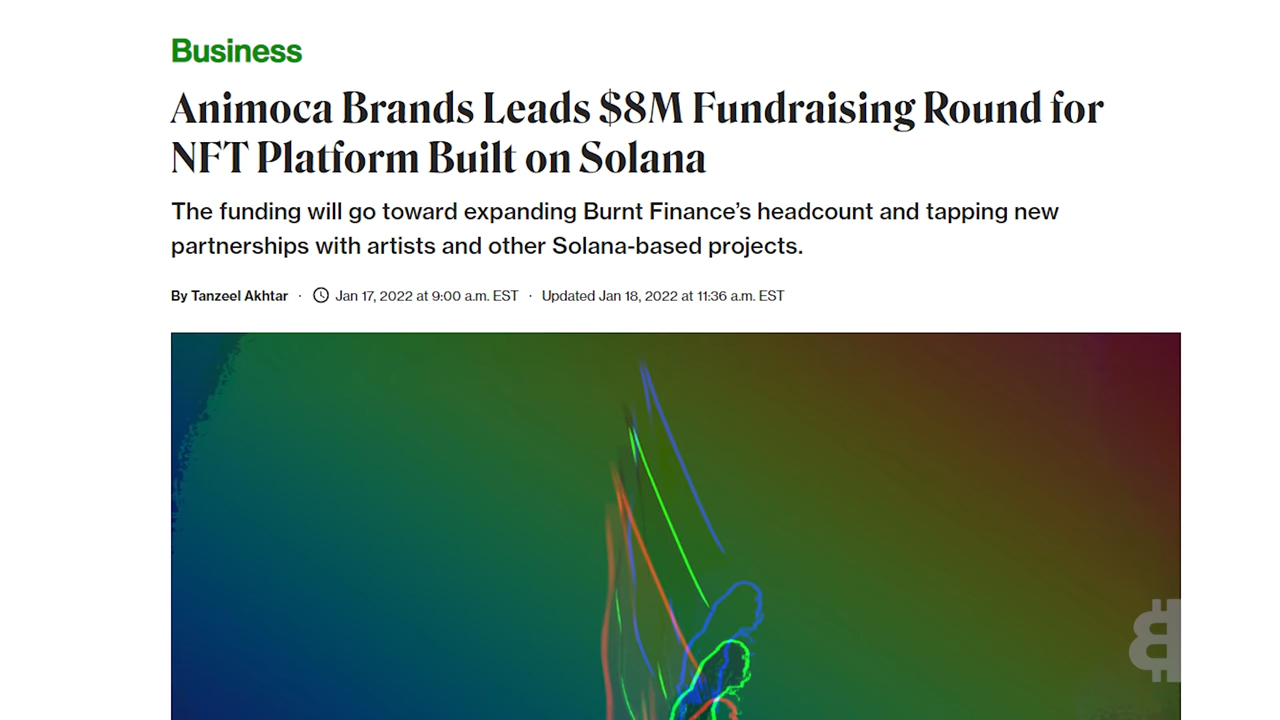 Business
Animoca Brands Leads $8M Fundraising Round for
NFT Platform Built on Solana
The funding will go toward expanding Burnt Finance’s headcount and tapping new
partnerships with artists and other Solana-based projects.
By Tanzeel Akhtar · Jan 17, 2022 at 9:00 a.m. EST · Updated Jan 18, 2022 at 11:36 a.m. EST